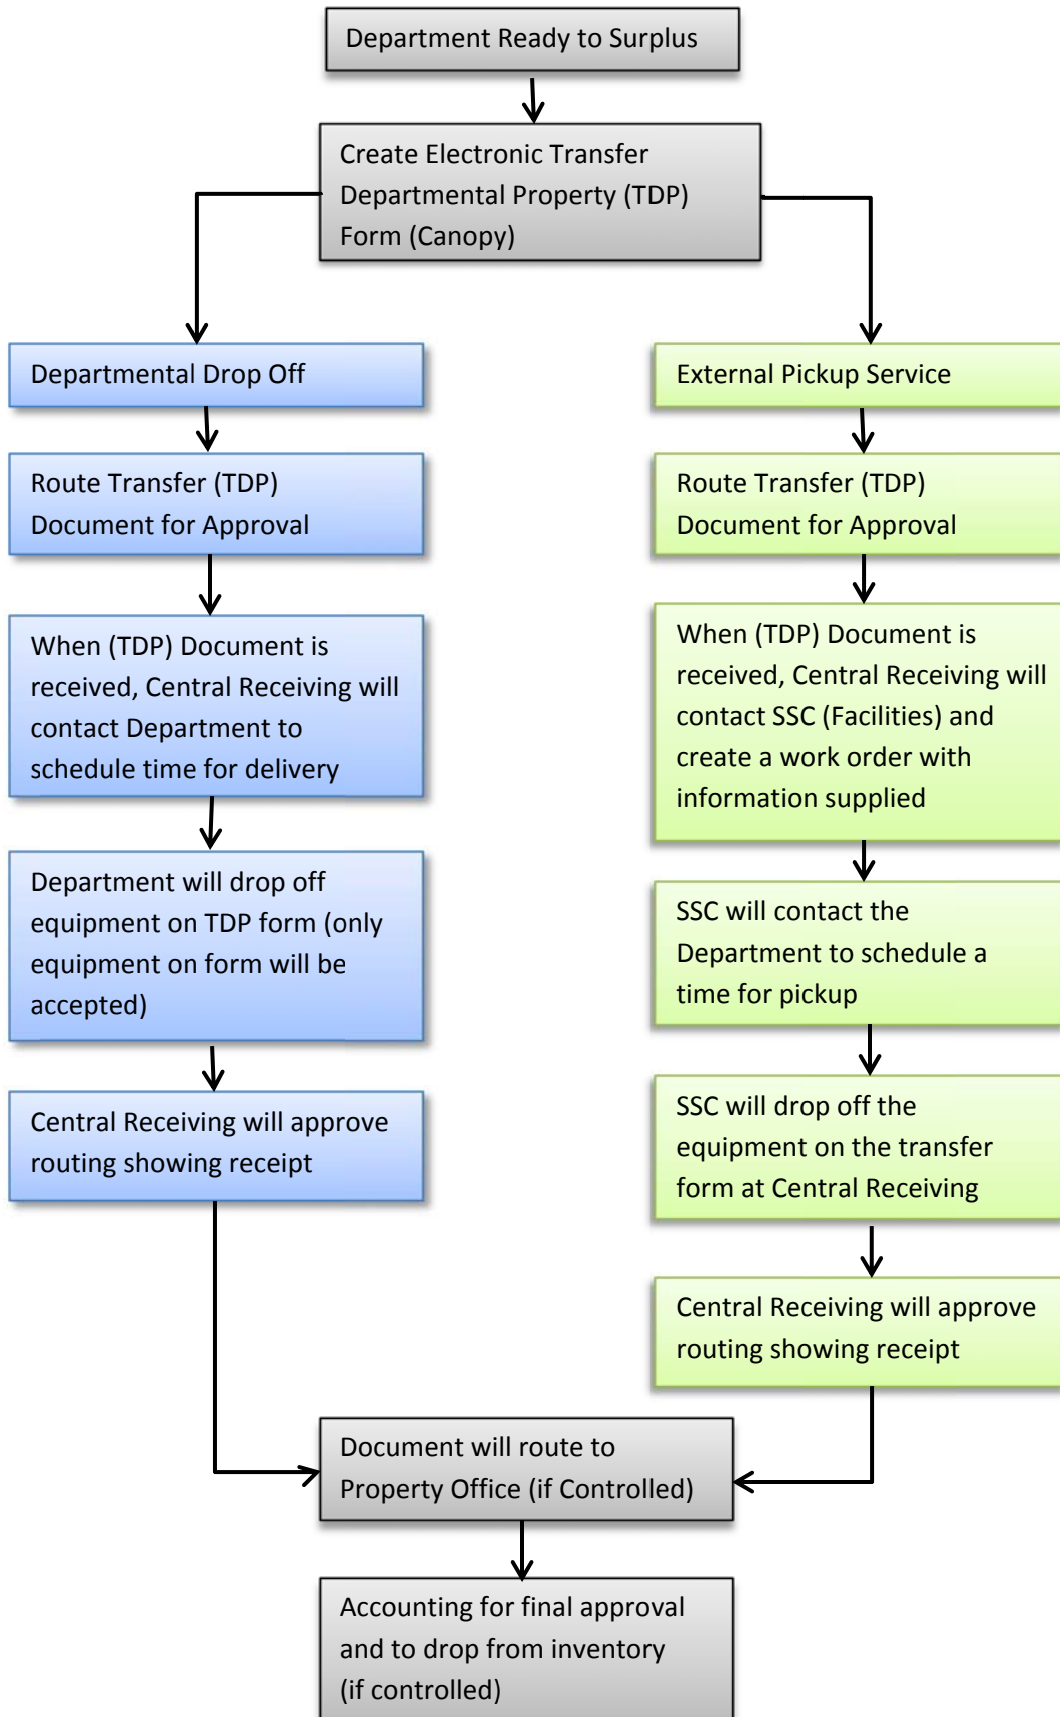 Department Ready to Surplus
Create Electronic Transfer
Departmental Property (TDP)
Form (Canopy)
Departmental Drop Off
Route Transfer (TDP)
Document for Approval
When (TDP) Document is
received, Central Receiving will
contact Department to
schedule time for delivery
Department will drop off
equipment on TDP form (only
equipment on form will be
accepted)
Central Receiving will approve
routing showing receipt
External Pickup Service
Route Transfer (TDP)
Document for Approval
When (TDP) Document is
received, Central Receiving will
contact SSC (Facilities) and
create a work order with
information supplied
SSC will contact the
Department to schedule a
time for pickup
SSC will drop off the
equipment on the transfer
form at Central Receiving
Central Receiving will approve
routing showing receipt
Document will route to
Property Office (if Controlled)
Accounting for final approval
and to drop from inventory
(if controlled)